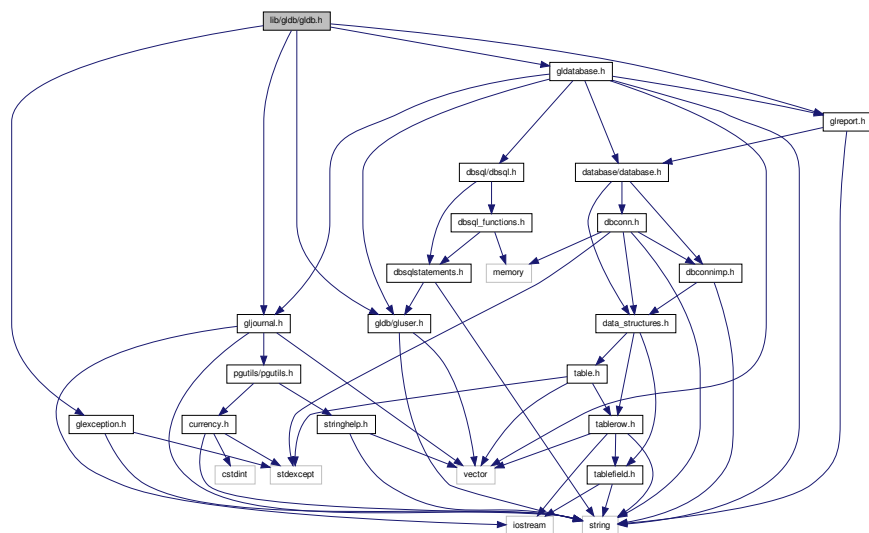 lib/gldb/gldb.h
gldatabase.h
glreport.h
dbsql/dbsql.h
database/database.h
dbsql_functions.h
dbconn.h
dbsqlstatements.h
memory
dbconnimp.h
gljournal.h
gldb/gluser.h
data_structures.h
pgutils/pgutils.h
table.h
glexception.h
currency.h
stringhelp.h
tablerow.h
cstdint
stdexcept
vector
tablefield.h
iostream
string